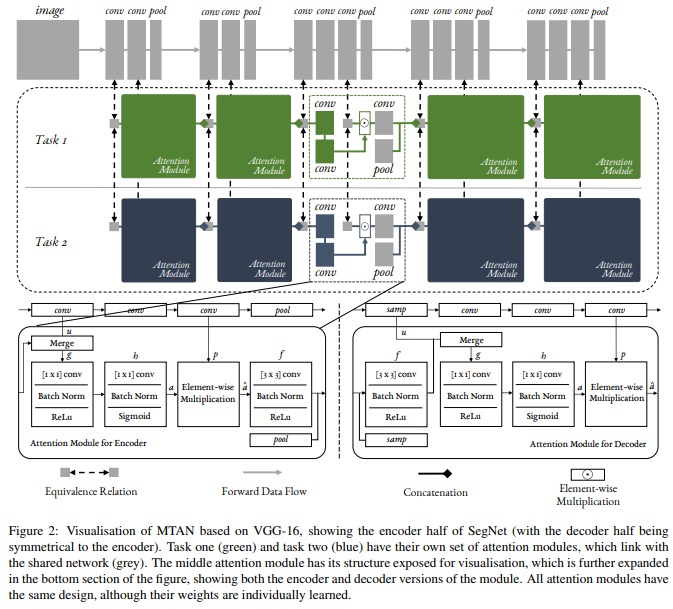 image
conv conv pool
conv conv pool
conv conv conv pool
conv conv conv pool
conv conv conv pool
Task 1
Attention
Module
Attention
Module
conv
conv
conv
pool
Attention
Module
Attention
Module
Task 2
Attention
Module
Attention
Module
conv
conv
conv
pool
Attention
Module
Attention
Module
conv
conv
conv
pool
u
Merge
g
h
p
f
[1 x 1] conv
Batch Norm
ReLu
[1 x 1] conv
Batch Norm
Sigmoid
a
Element-wise
Multiplication
â
[3 x 3] conv
Batch Norm
ReLu
pool
Attention Module for Encoder
samp
conv
conv
conv
u
Merge
f
g
h
p
[3 x 3] conv
Batch Norm
ReLu
samp
[1 x 1] conv
Batch Norm
ReLu
[1 x 1] conv
Batch Norm
Sigmoid
a
Element-wise
Multiplication
â
Attention Module for Decoder
Equivalence Relation
Forward Data Flow
Concatenation
Element-wise
Multiplication
Figure 2: Visualisation of MTAN based on VGG-16, showing the encoder half of SegNet (with the decoder half being
symmetrical to the encoder). Task one (green) and task two (blue) have their own set of attention modules, which link with
the shared network (grey). The middle attention module has its structure exposed for visualisation, which is further expanded
in the bottom section of the figure, showing both the encoder and decoder versions of the module. All attention modules have
the same design, although their weights are individually learned.